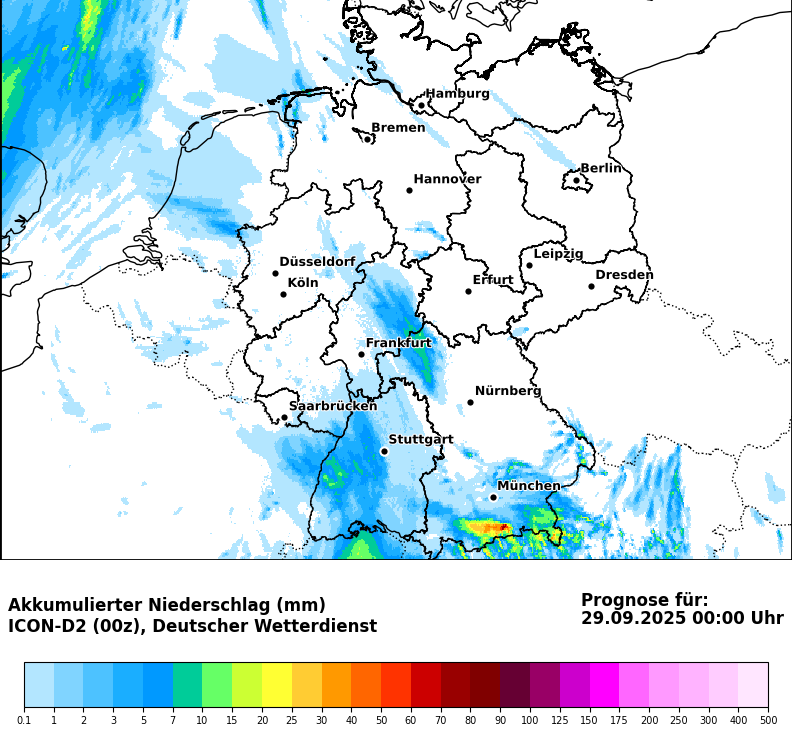 Hamburg
Bremen
Berlin
Hannover
Leipzig
Düsseldorf
Dresden
Köln
Erfurt
Frankfurt
Nürnberg
Saarbrücken
Stuttgart
München
Akkumulierter Niederschlag (mm)
ICON-D2 (00z), Deutscher Wetterdienst
Prognose für:
29.09.2025 00:00 Uhr
0.1 1 2 3 5 7 10 15 20 25 30 40 50 60 70 80 90 100 125 150 175 200 250 300 400 500